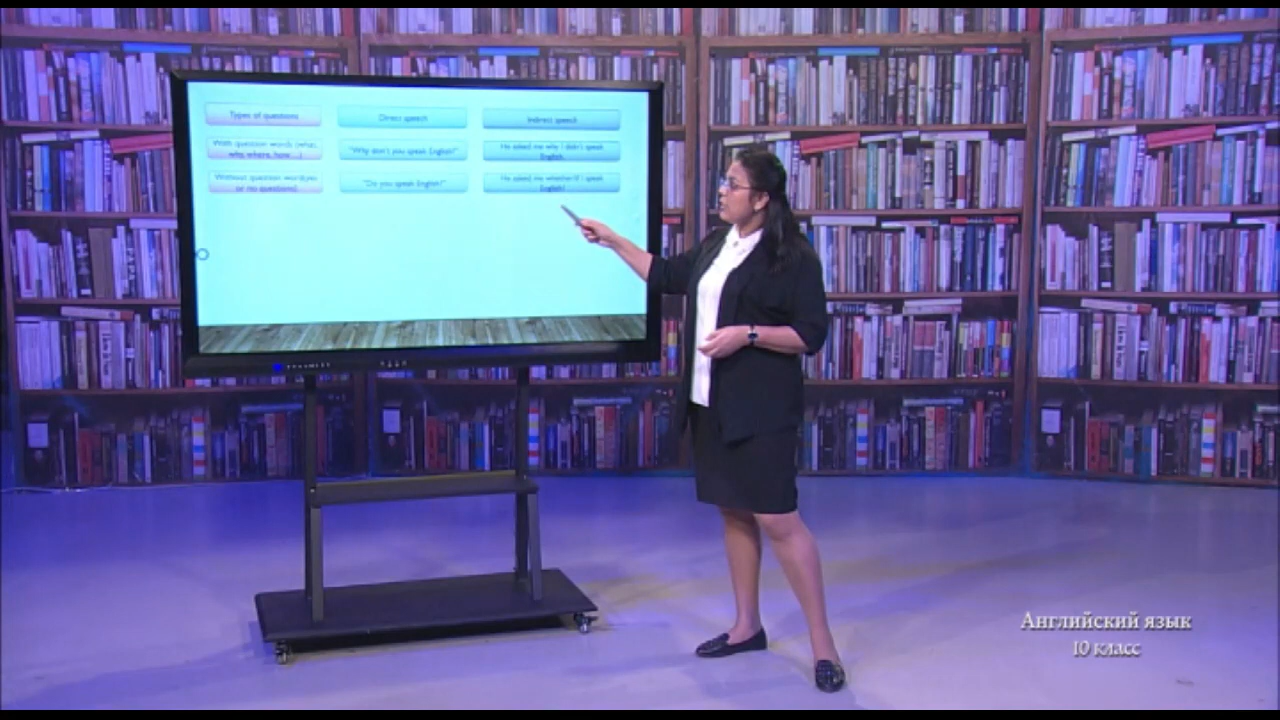 Types of questions
Direct speech
Indirect speech
With question words (what,
why, where, how ...)
"Why don't you speak English?"
He asked me why I didn't speak
English.
Without question words(yes
or no questions)
"Do you speak English?"
He asked me whether/if I speak
English?
Английский язык
10 класс